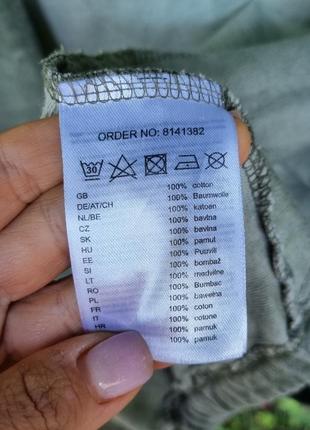 ORDER NO: 8141382
30
GB 100% cotton
DE/AT/CH 100% Baumwolle
NL/BE 100% katoen
CZ 100% bavlna
SK 100% bavlna
HU 100% pamut
EE 100% Puuvill
SI 100% bombaž
LT 100% medvilnė
RO 100% Bumbac
PL 100% bawełna
FR 100% coton
IT 100% cotone
HR 100% pamuk
100% pamuk